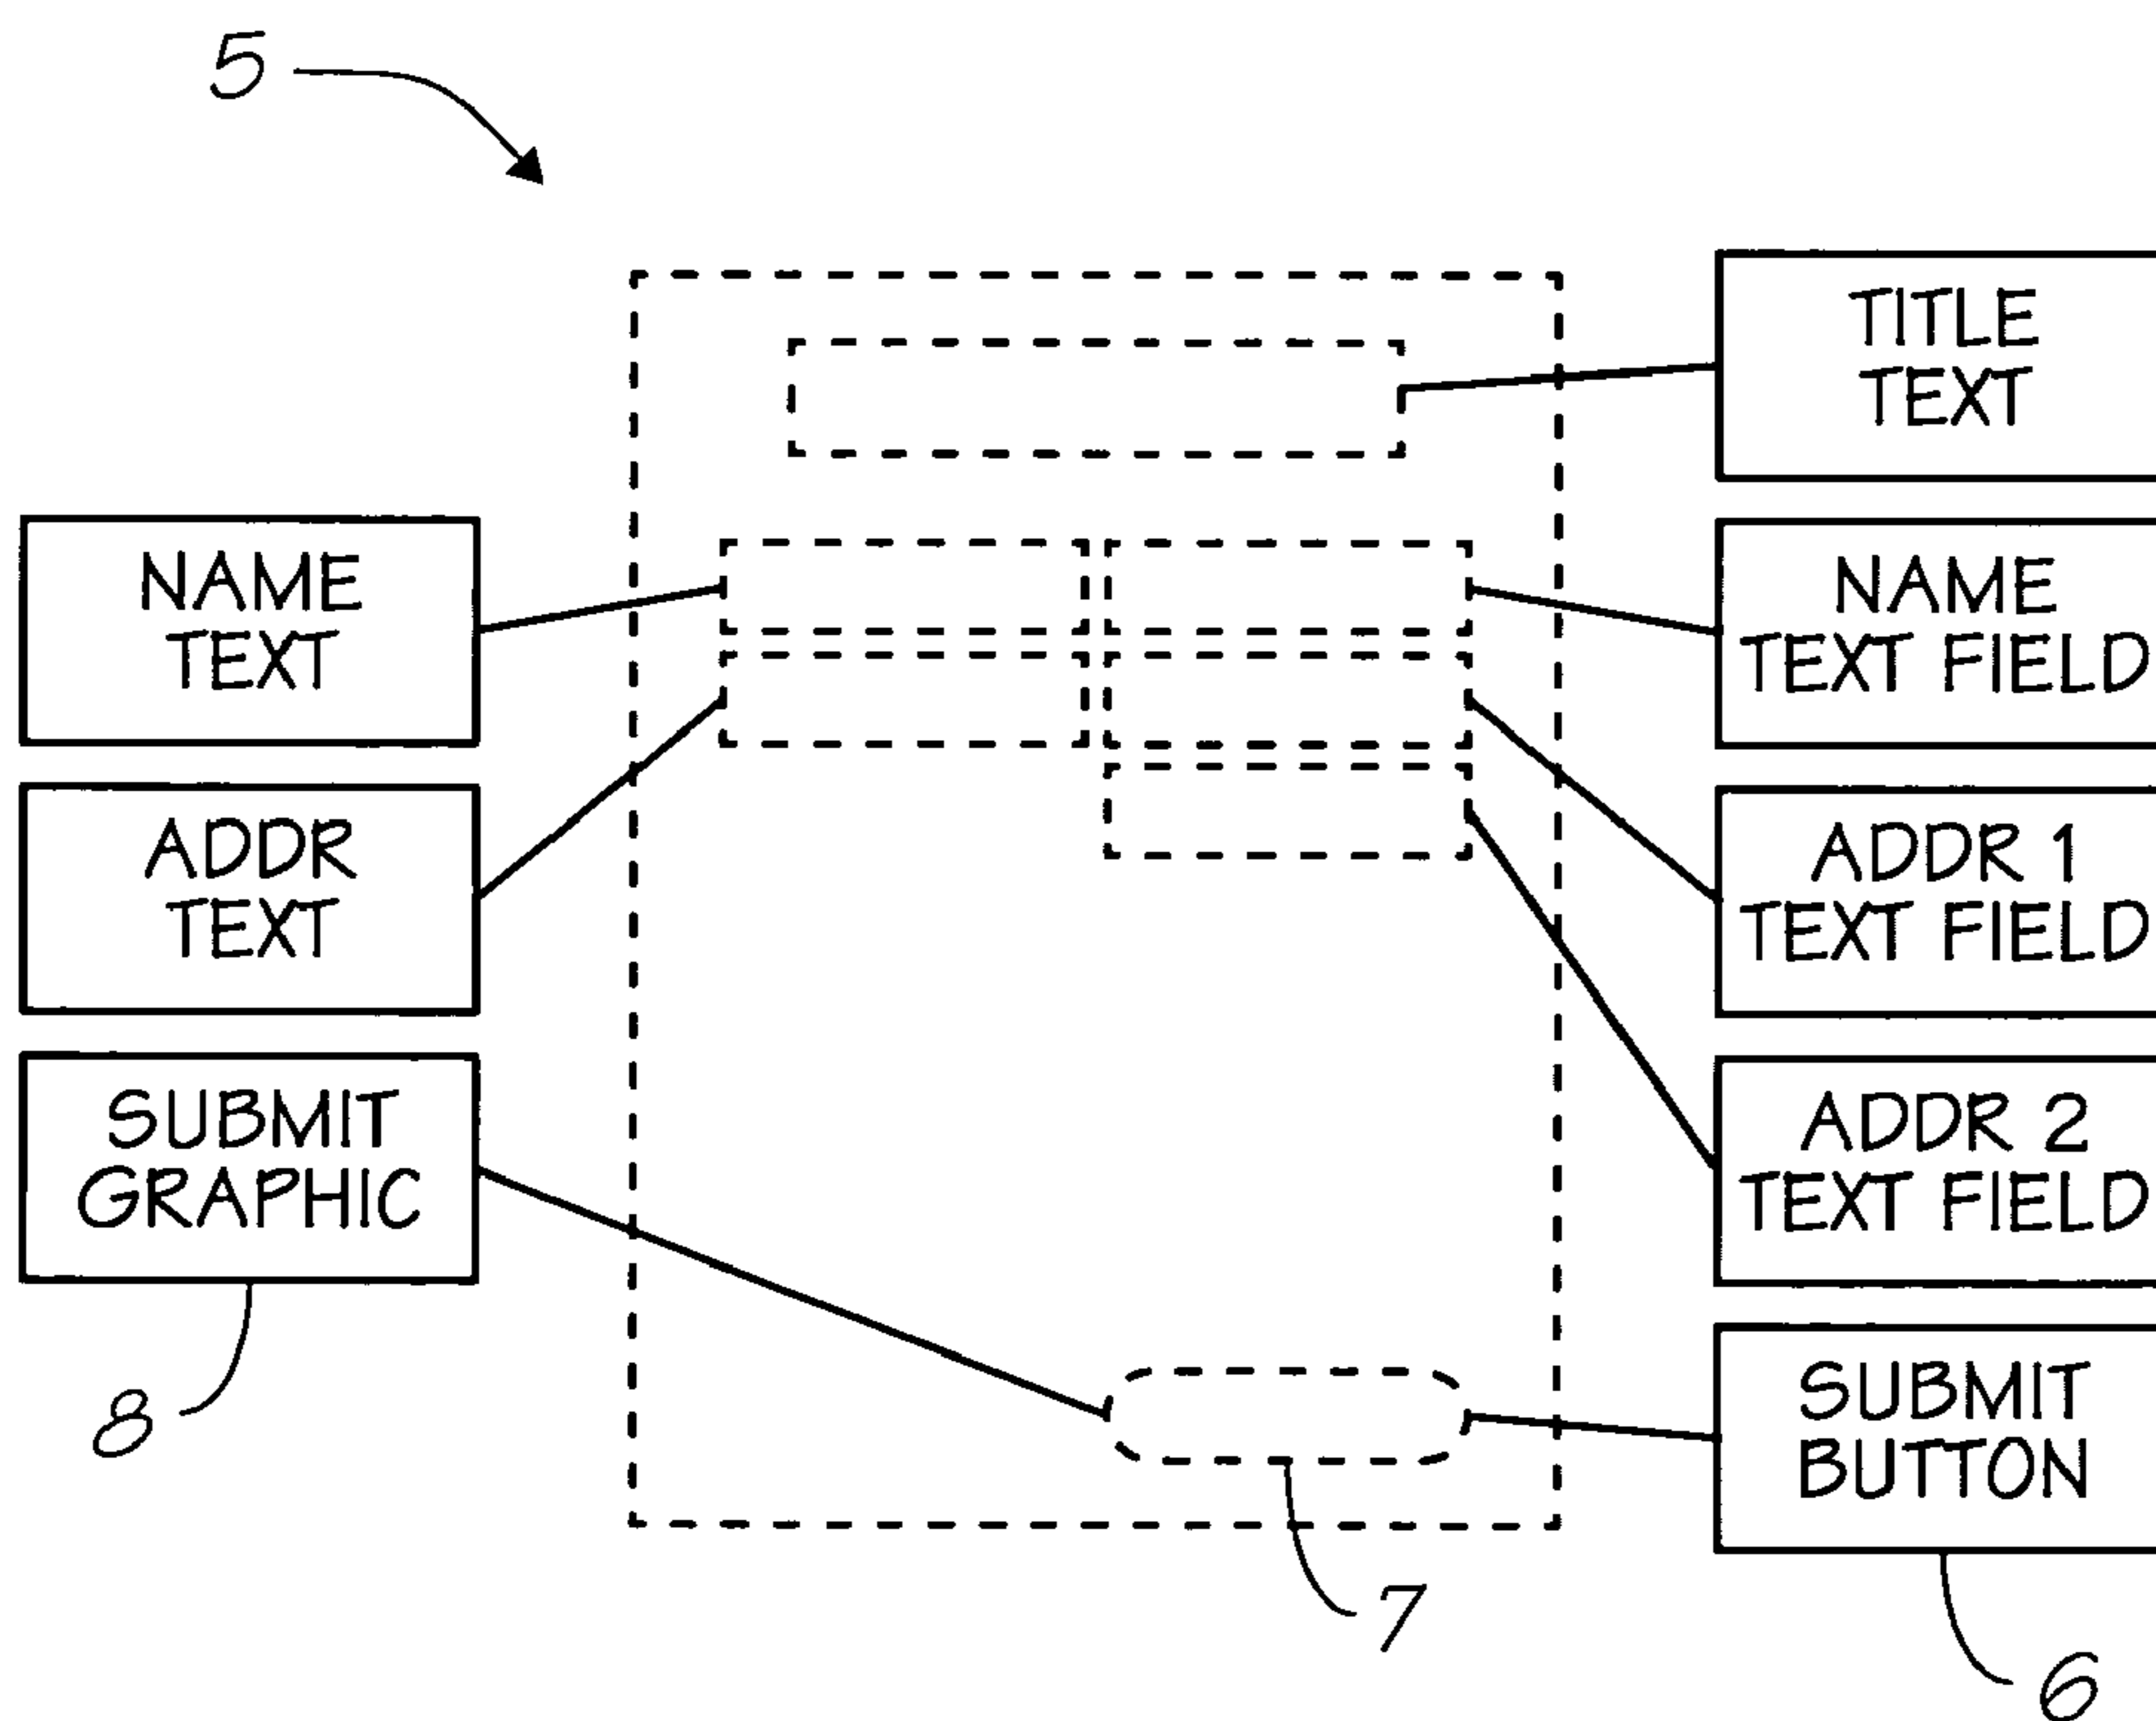 5
TITLE
TEXT
NAME
TEXT
NAME
TEXT FIELD
ADDR
TEXT
ADDR 1
TEXT FIELD
SUBMIT
GRAPHIC
ADDR 2
TEXT FIELD
8
SUBMIT
BUTTON
7
6